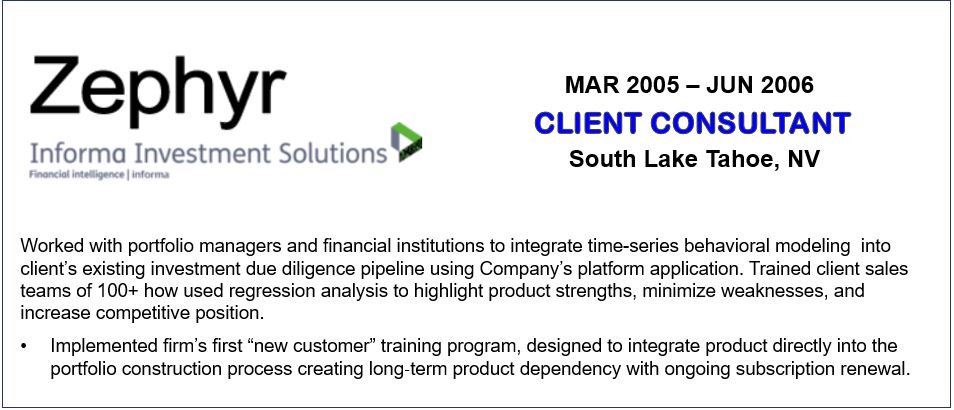 Zephyr
Informa Investment Solutions
Financial intelligence | informa
MAR 2005 – JUN 2006
CLIENT CONSULTANT
South Lake Tahoe, NV
Worked with portfolio managers and financial institutions to integrate time-series behavioral modeling into
client’s existing investment due diligence pipeline using Company’s platform application. Trained client sales
teams of 100+ how used regression analysis to highlight product strengths, minimize weaknesses, and
increase competitive position.
• Implemented firm’s first “new customer” training program, designed to integrate product directly into the
portfolio construction process creating long-term product dependency with ongoing subscription renewal.